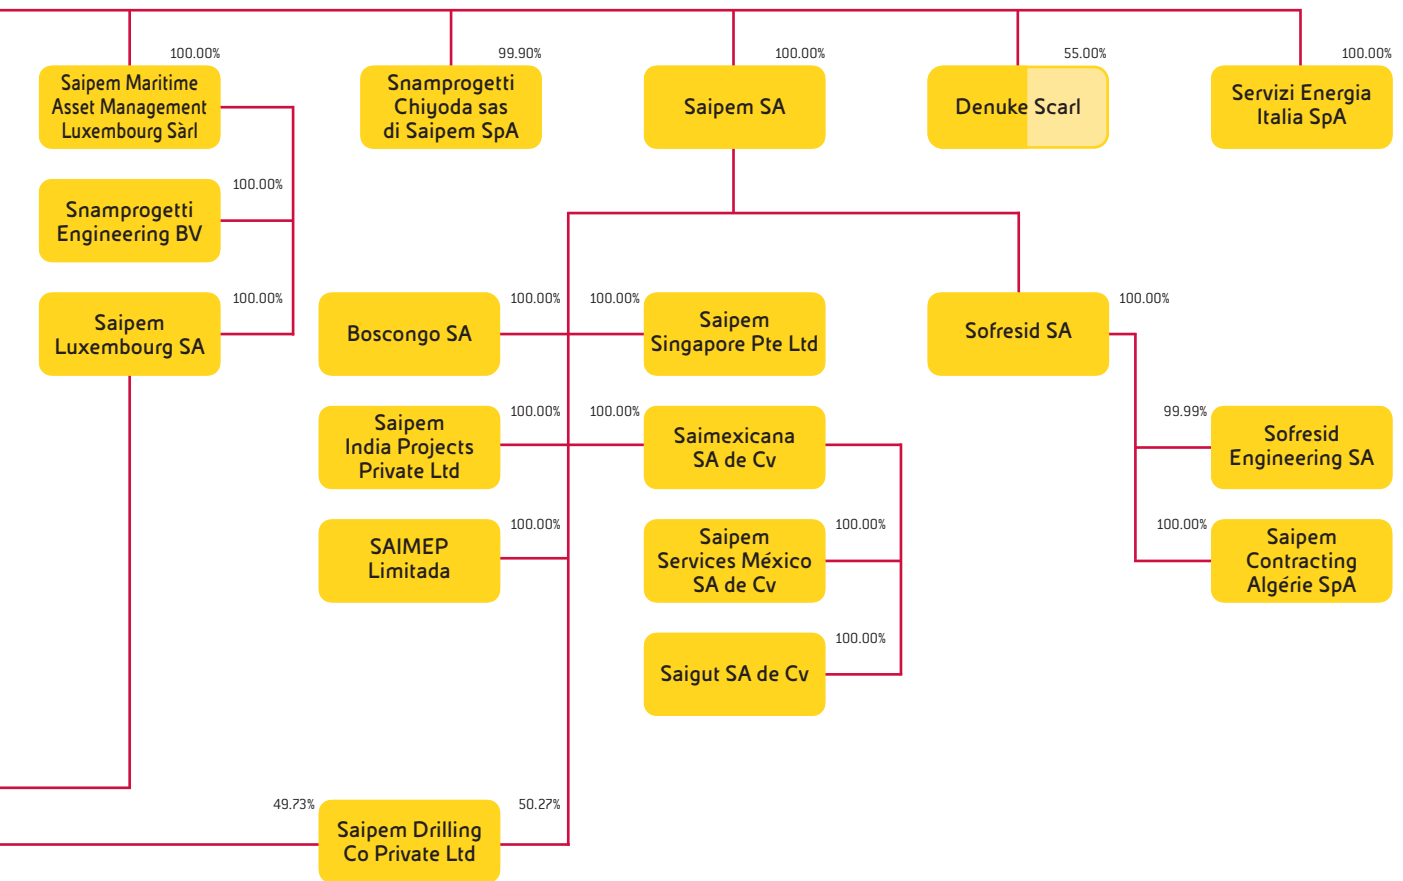 100.00%
99.90%
100.00%
55.00%
100.00%
Saipem Maritime
Asset Management
Luxembourg Sàrl
Snamprogetti
Chiyoda sas
di Saipem SpA
Saipem SA
Denuke Scarl
Servizi Energia
Italia SpA
100.00%
Snamprogetti
Engineering BV
100.00%
Saipem
Luxembourg SA
100.00%
Boscongo SA
100.00%
Saipem
Singapore Pte Ltd
100.00%
Sofresid SA
100.00%
Saipem
India Projects
Private Ltd
100.00%
Saimexicana
SA de Cv
99.99%
Sofresid
Engineering SA
100.00%
SAIMEP
Limitada
100.00%
Saipem
Services México
SA de Cv
100.00%
Saipem
Contracting
Algérie SpA
100.00%
Saigut SA de Cv
49.73%
50.27%
Saipem Drilling
Co Private Ltd